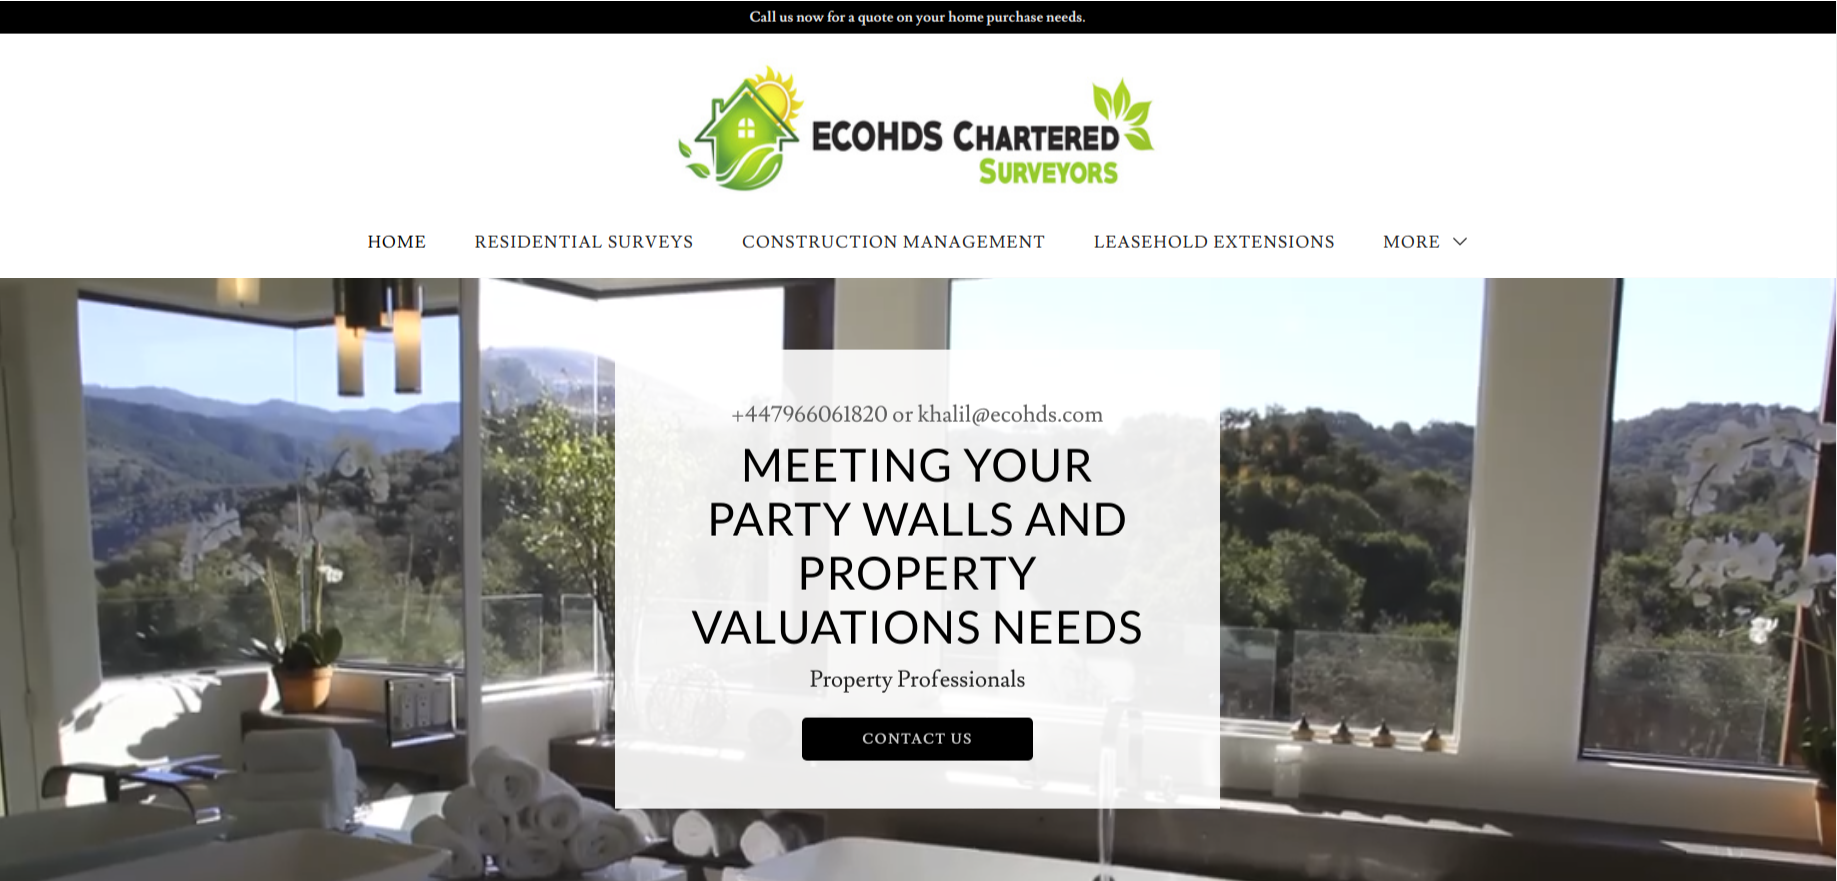 Call us now for a quote on your home purchase needs.
ECOHDS CHARTERED
SURVEYORS
HOME RESIDENTIAL SURVEYS CONSTRUCTION MANAGEMENT LEASEHOLD EXTENSIONS MORE
+447966061820 or khalil@ecohds.com
MEETING YOUR
PARTY WALLS AND
PROPERTY
VALUATIONS NEEDS
Property Professionals
CONTACT US